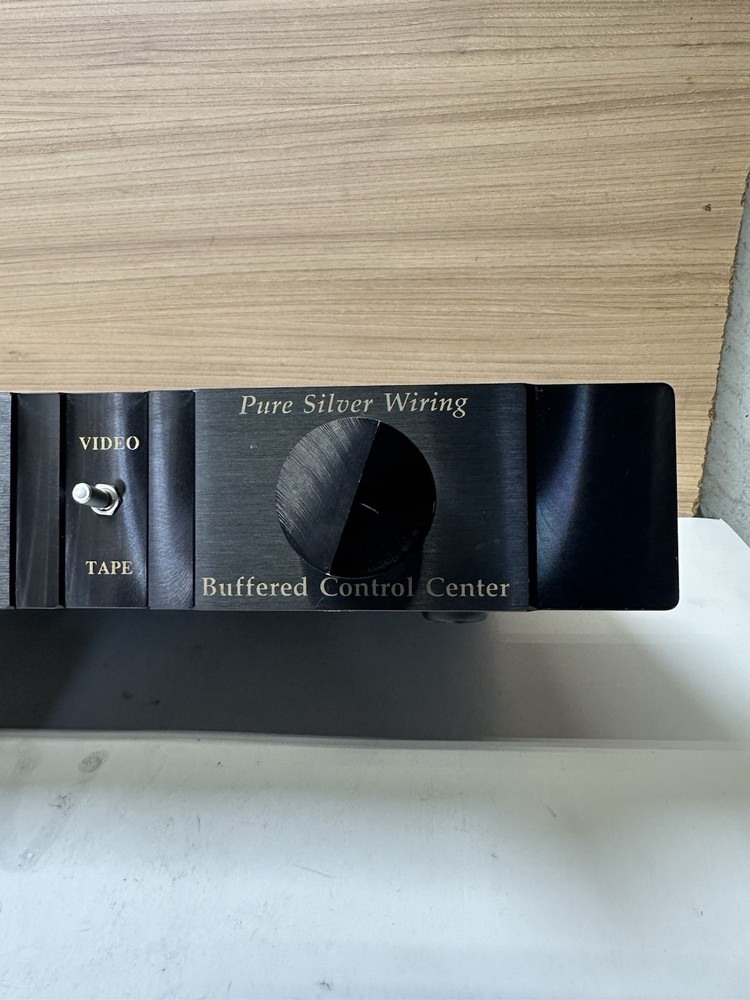 Pure Silver Wiring
VIDEO
TAPE
Buffered Control Center